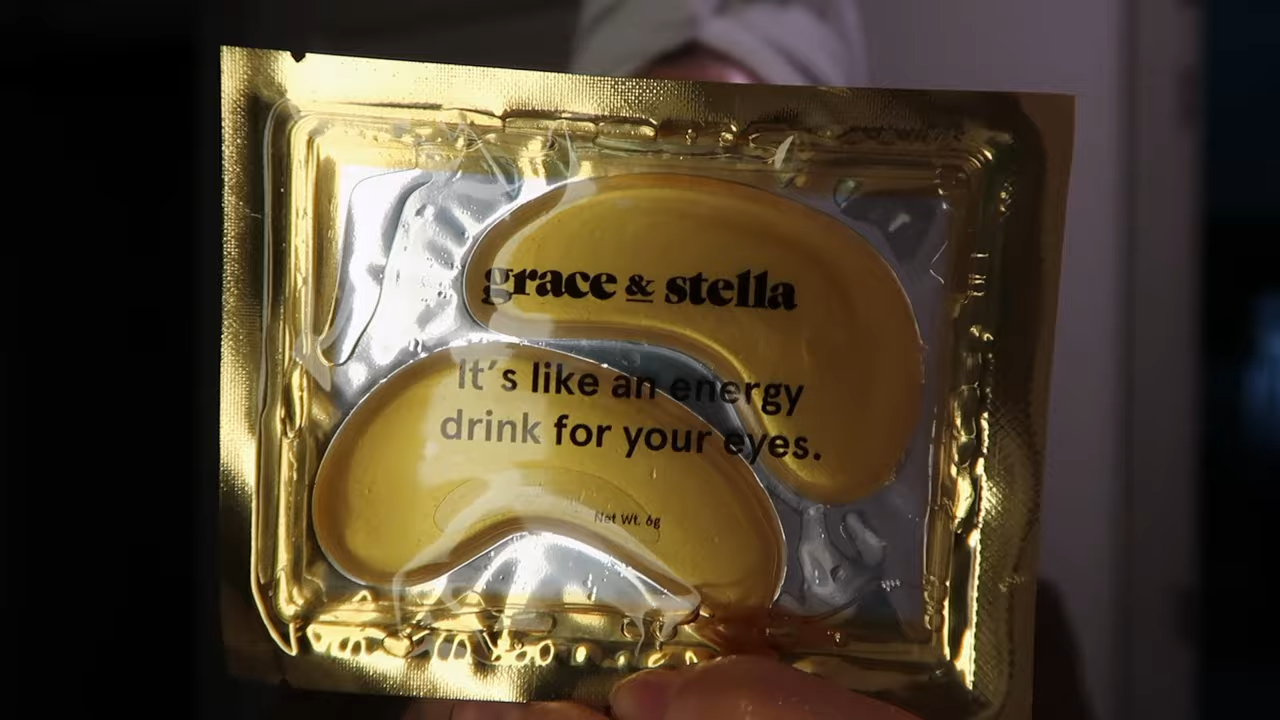 grace & stella
It's like an energy
drink for your eyes.
Net Wt. 6g